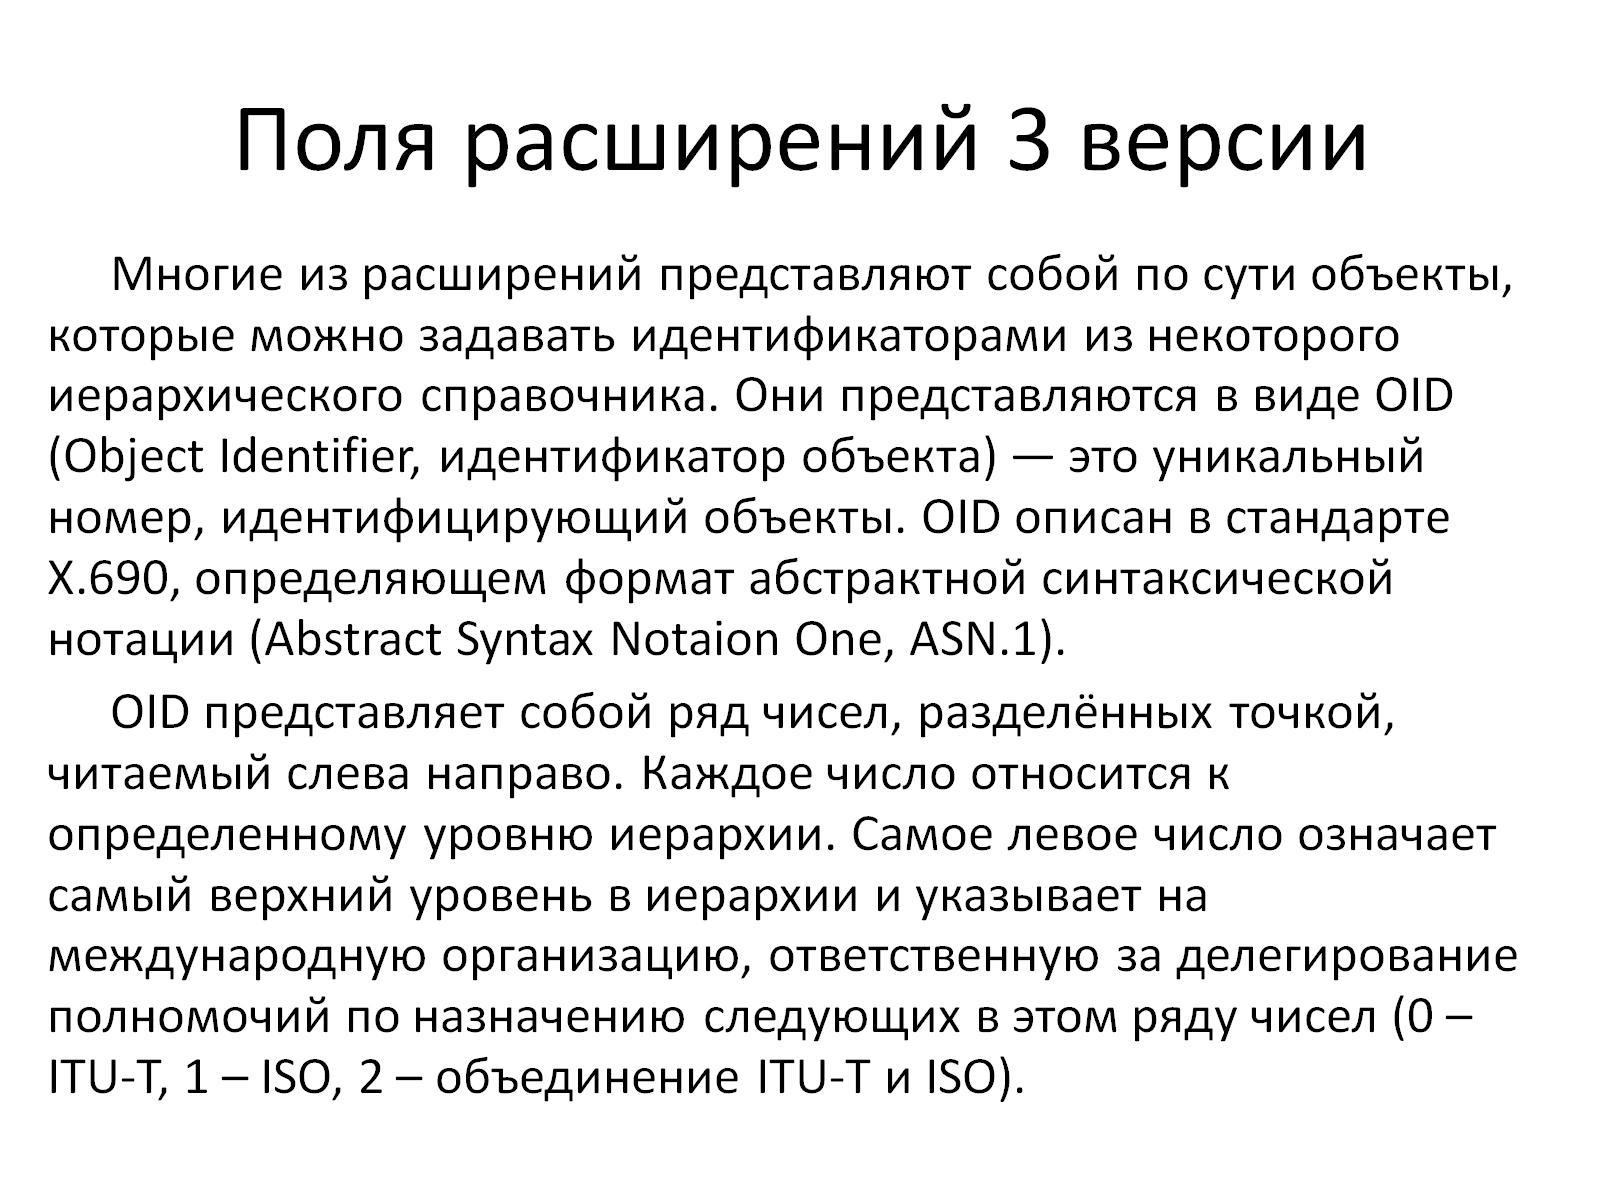 Поля расширений 3 версии
Многие из расширений представляют собой по сути объекты,
которые можно задавать идентификаторами из некоторого
иерархического справочника. Они представляются в виде OID
(Object Identifier, идентификатор объекта) — это уникальный
номер, идентифицирующий объекты. OID описан в стандарте
X.690, определяющем формат абстрактной синтаксической
нотации (Abstract Syntax Notaion One, ASN.1).
OID представляет собой ряд чисел, разделённых точкой,
читаемый слева направо. Каждое число относится к
определенному уровню иерархии. Самое левое число означает
самый верхний уровень в иерархии и указывает на
международную организацию, ответственную за делегирование
полномочий по назначению следующих в этом ряду чисел (0 –
ITU-T, 1 – ISO, 2 – объединение ITU-T и ISO).